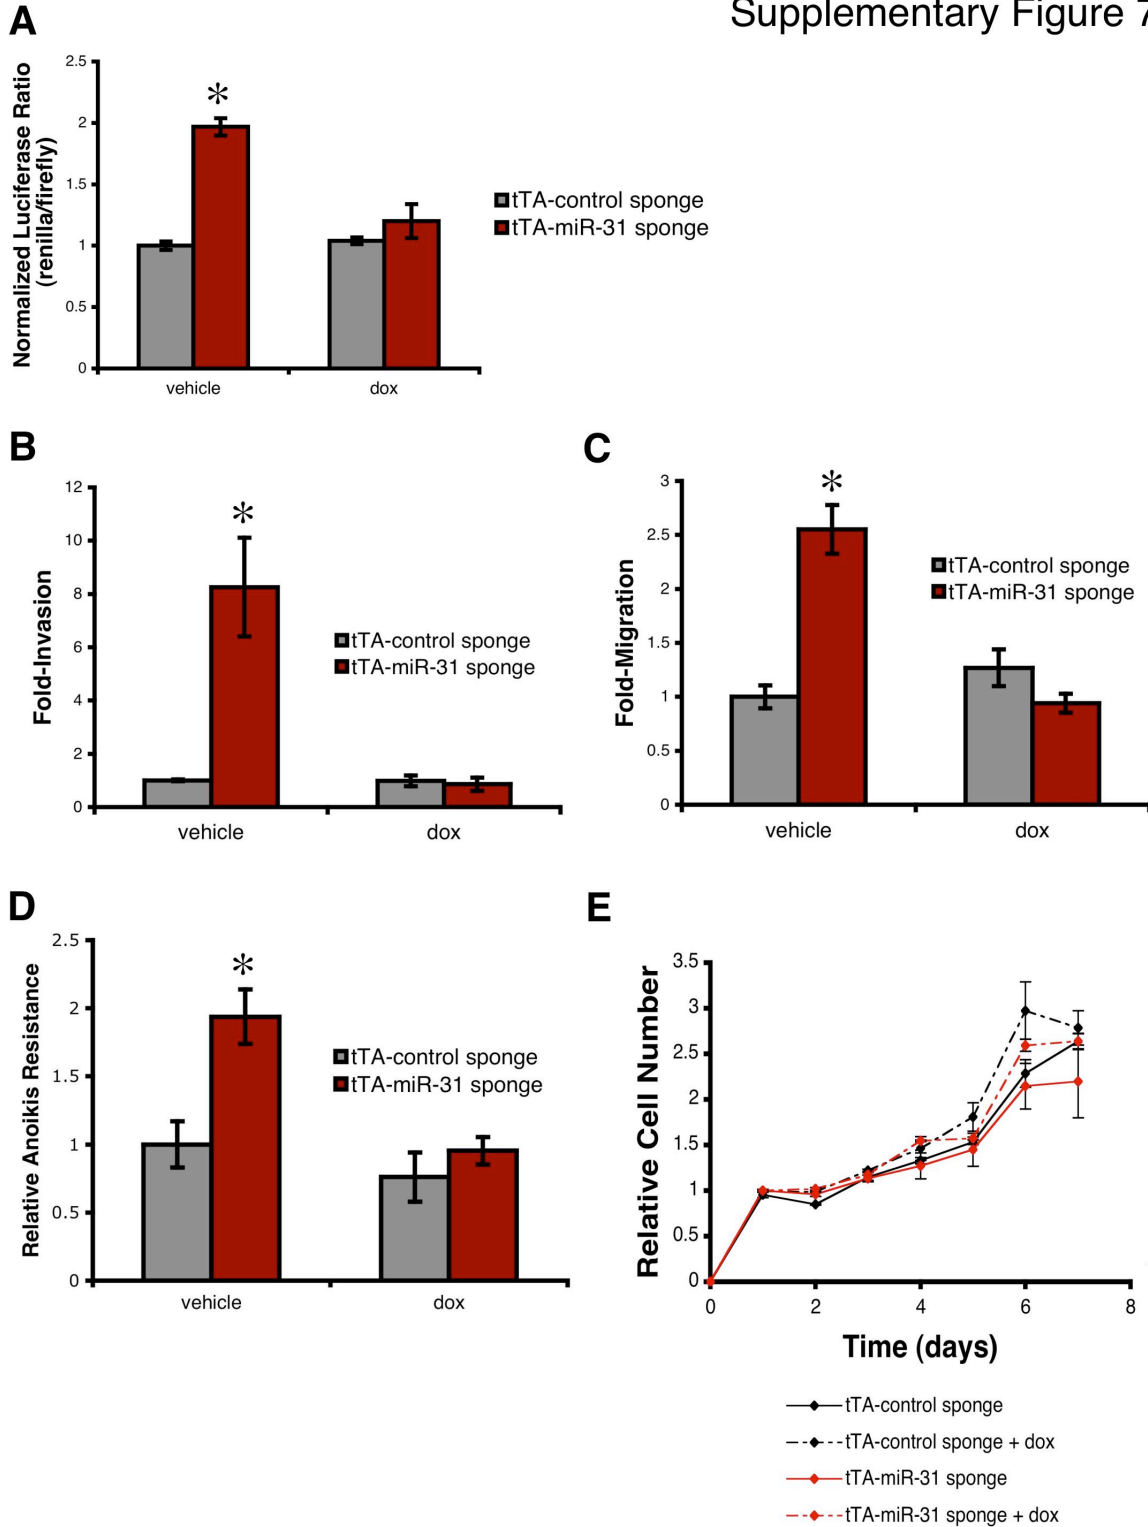 Supplementary Figure 7
A
Normalized Luciferase Ratio
(renilla/firefly)
2.5
2
1.5
1
0.5
0
*
vehicle
dox
tTA-control sponge
tTA-miR-31 sponge
B
Fold-Invasion
12
10
8
6
4
2
0
*
vehicle
dox
tTA-control sponge
tTA-miR-31 sponge
C
Fold-Migration
3
2.5
2
1.5
1
0.5
0
*
vehicle
dox
tTA-control sponge
tTA-miR-31 sponge
D
Relative Anoikis Resistance
2.5
2
1.5
1
0.5
0
*
vehicle
dox
tTA-control sponge
tTA-miR-31 sponge
E
Relative Cell Number
3.5
3
2.5
2
1.5
1
0.5
0
0 2 4 6 8
Time (days)
tTA-control sponge
tTA-control sponge + dox
tTA-miR-31 sponge
tTA-miR-31 sponge + dox